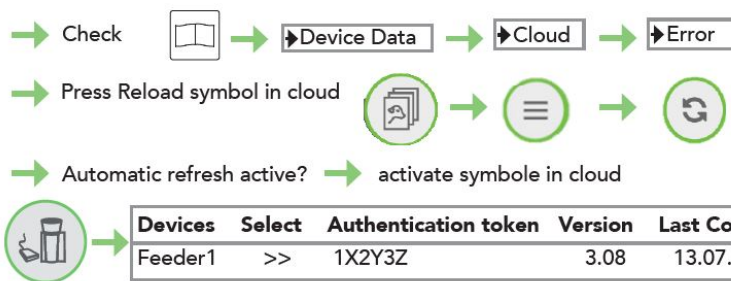 Check Device Data Cloud Error
Press Reload symbol in cloud
Automatic refresh active? activate symbole in cloud
Devices Select Authentication token Version Last Co
Feeder1 >> 1X2Y3Z 3.08 13.07.